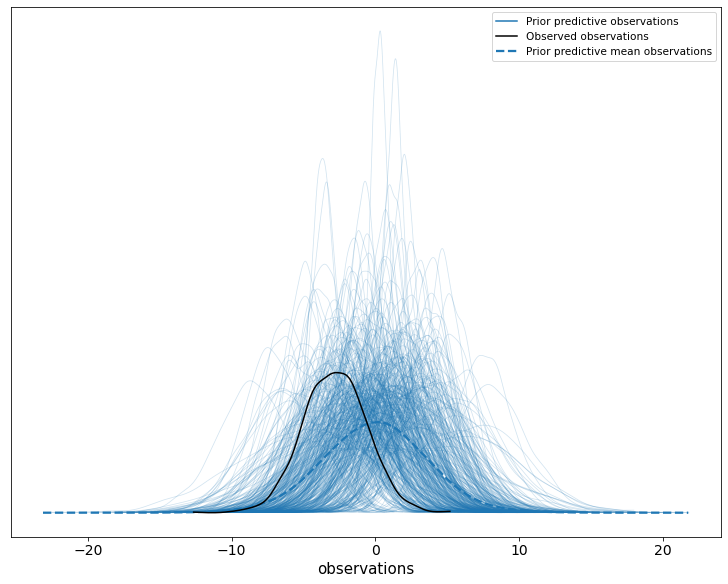 Prior predictive observations
Observed observations
Prior predictive mean observations
−20
−10
0
10
20
observations